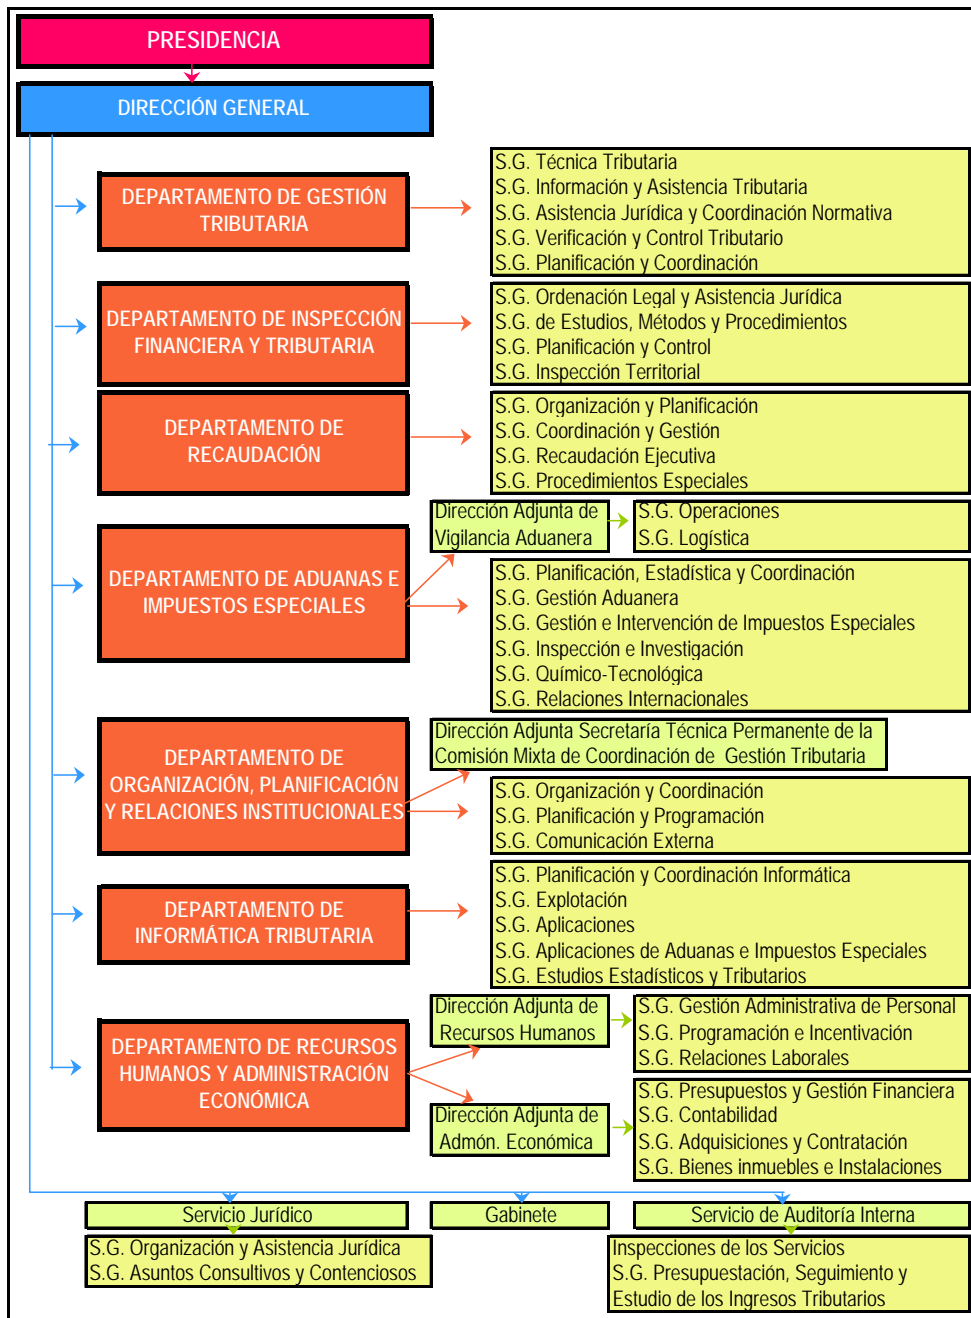 PRESIDENCIA
DIRECCIÓN GENERAL
DEPARTAMENTO DE GESTIÓN
TRIBUTARIA
S.G. Técnica Tributaria
S.G. Información y Asistencia Tributaria
S.G. Asistencia Jurídica y Coordinación Normativa
S.G. Verificación y Control Tributario
S.G. Planificación y Coordinación
DEPARTAMENTO DE INSPECCIÓN
FINANCIERA Y TRIBUTARIA
S.G. Ordenación Legal y Asistencia Jurídica
S.G. de Estudios, Métodos y Procedimientos
S.G. Planificación y Control
S.G. Inspección Territorial
DEPARTAMENTO DE
RECAUDACIÓN
S.G. Organización y Planificación
S.G. Coordinación y Gestión
S.G. Recaudación Ejecutiva
S.G. Procedimientos Especiales
DEPARTAMENTO DE ADUANAS E
IMPUESTOS ESPECIALES
Dirección Adjunta de
Vigilancia Aduanera
S.G. Operaciones
S.G. Logística
S.G. Planificación, Estadística y Coordinación
S.G. Gestión Aduanera
S.G. Gestión e Intervención de Impuestos Especiales
S.G. Inspección e Investigación
S.G. Químico-Tecnológica
S.G. Relaciones Internacionales
DEPARTAMENTO DE
ORGANIZACIÓN, PLANIFICACIÓN
Y RELACIONES INSTITUCIONALES
Dirección Adjunta Secretaría Técnica Permanente de la
Comisión Mixta de Coordinación de Gestión Tributaria
S.G. Organización y Coordinación
S.G. Planificación y Programación
S.G. Comunicación Externa
DEPARTAMENTO DE
INFORMÁTICA TRIBUTARIA
S.G. Planificación y Coordinación Informática
S.G. Explotación
S.G. Aplicaciones
S.G. Aplicaciones de Aduanas e Impuestos Especiales
S.G. Estudios Estadísticos y Tributarios
DEPARTAMENTO DE RECURSOS
HUMANOS Y ADMINISTRACIÓN
ECONÓMICA
Dirección Adjunta de
Recursos Humanos
S.G. Gestión Administrativa de Personal
S.G. Programación e Incentivación
S.G. Relaciones Laborales
Dirección Adjunta de
Admón. Económica
S.G. Presupuestos y Gestión Financiera
S.G. Contabilidad
S.G. Adquisiciones y Contratación
S.G. Bienes inmuebles e Instalaciones
Servicio Jurídico
S.G. Organización y Asistencia Jurídica
S.G. Asuntos Consultivos y Contenciosos
Gabinete
Servicio de Auditoría Interna
Inspecciones de los Servicios
S.G. Presupuestación, Seguimiento y
Estudio de los Ingresos Tributarios